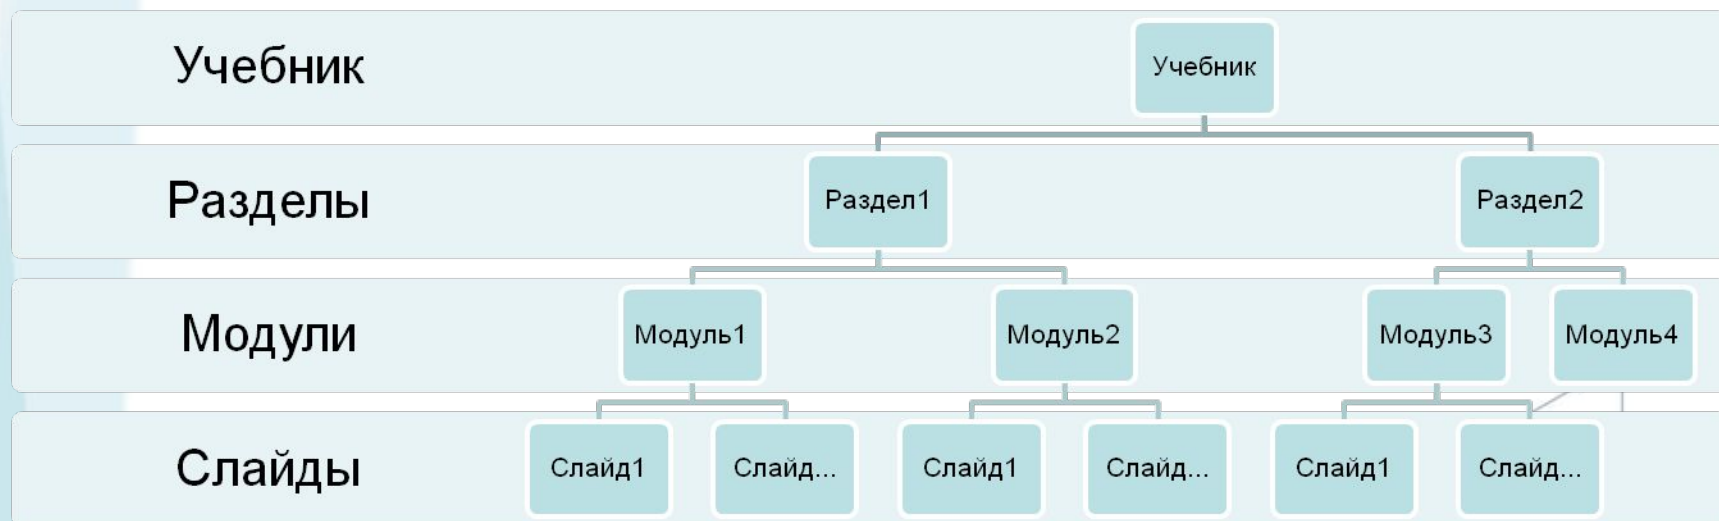 Учебник
Учебник
Разделы
Раздел1
Раздел2
Модули
Модуль1
Модуль2
Модуль3
Модуль4
Слайды
Слайд1
Слайд...
Слайд1
Слайд...
Слайд1
Слайд...